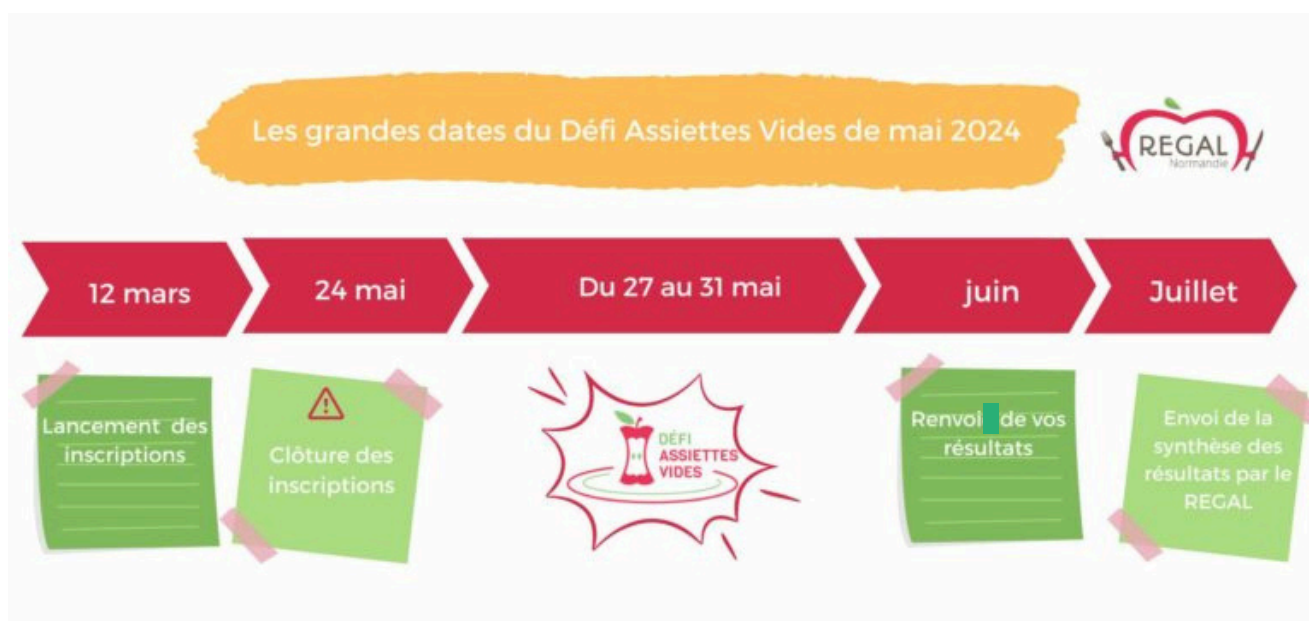 Les grandes dates du Défi Assiettes Vides de mai 2024
REGAL
Normandie
12 mars
24 mai
Du 27 au 31 mai
juin
Juillet
Lancement des
inscriptions
Clôture des
inscriptions
DÉFI
ASSIETTES
VIDES
Renvoi de vos
résultats
Envoi de la
synthèse des
résultats par le
REGAL